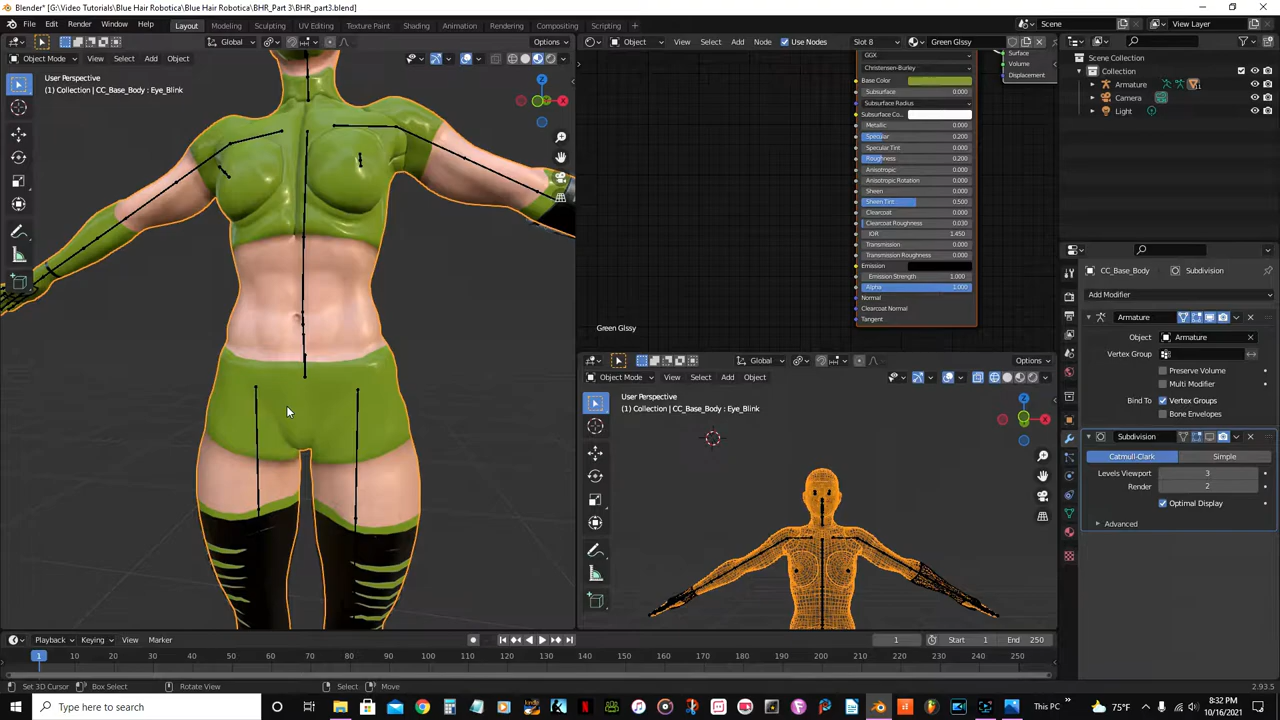 Blender* [G:\Video Tutorials\Blue Hair Robotica\BHR_Part 3\BHR_part3.blend]
File Edit Render Window Help Layout Modeling Sculpting UV Editing Texture Paint Shading Animation Rendering Compositing Scripting Scene View Layer
Global Options
Object Mode View Select Add Object
User Perspective
(1) Collection | CC_Base_Body : Eye_Blink
Object View Select Add Node Use Nodes Slot 8 Green Glssy
GGX
Christensen-Burley
Base Color
Subsurface 0.000
Subsurface Radius
Subsurface Co...
Metallic 0.000
Specular 0.200
Specular Tint 0.000
Roughness 0.200
Anisotropic 0.000
Anisotropic Rotation 0.000
Sheen 0.000
Sheen Tint 0.500
Clearcoat 0.000
Clearcoat Roughness 0.030
IOR 1.450
Transmission 0.000
Transmission Roughness 0.000
Emission
Emission Strength 1.000
Alpha 1.000
Normal
Clearcoat Normal
Tangent
Surface
Volume
Displacement
Green Glssy
Global Options
Object Mode View Select Add Object
User Perspective
(1) Collection | CC_Base_Body : Eye_Blink
Scene Collection
Collection
Armature
Camera
Light
CC_Base_Body Subdivision
Add Modifier
Armature
Object Armature
Vertex Group
Preserve Volume
Multi Modifier
Bind To Vertex Groups
Bone Envelopes
Subdivision
Catmull-Clark Simple
Levels Viewport 3
Render 2
Optimal Display
Advanced
Playback Keying View Marker 1 Start 1 End 250
1 10 20 30 40 50 60 70 80 90 100 110 120 130 140 150 160 170 180 190 200 210 220 230 240 250
Set 3D Cursor Box Select Rotate View Select Move 2.93.5
Type here to search
This PC 75°F 8:32 PM
10/16/2021